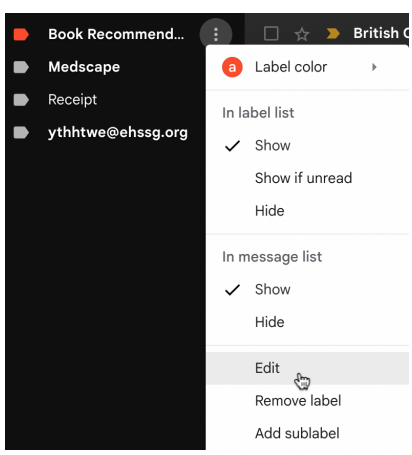 Book Recommend...
British
Medscape
a Label color
Receipt
In label list
ythhtwe@ehssg.org
Show
Show if unread
Hide
In message list
Show
Hide
Edit
Remove label
Add sublabel